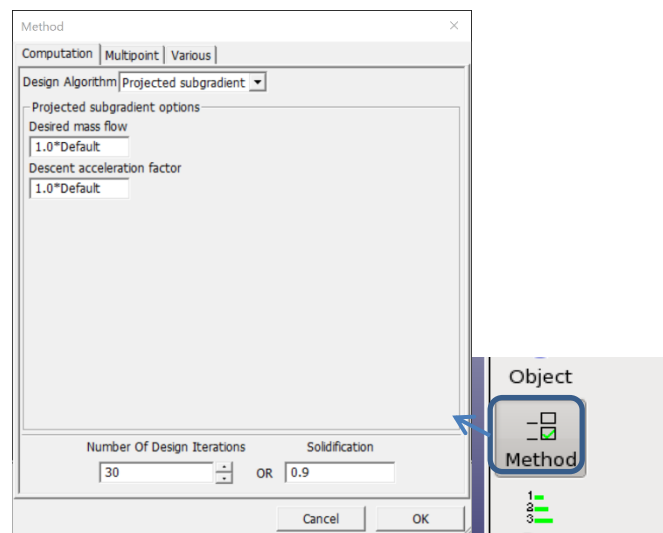 Method
Computation Multipoint Various
Design Algorithm Projected subgradient
Projected subgradient options
Desired mass flow
1.0*Default
Descent acceleration factor
1.0*Default
Number Of Design Iterations Solidification
30 OR 0.9
Cancel OK
Object
Method
1
2
3